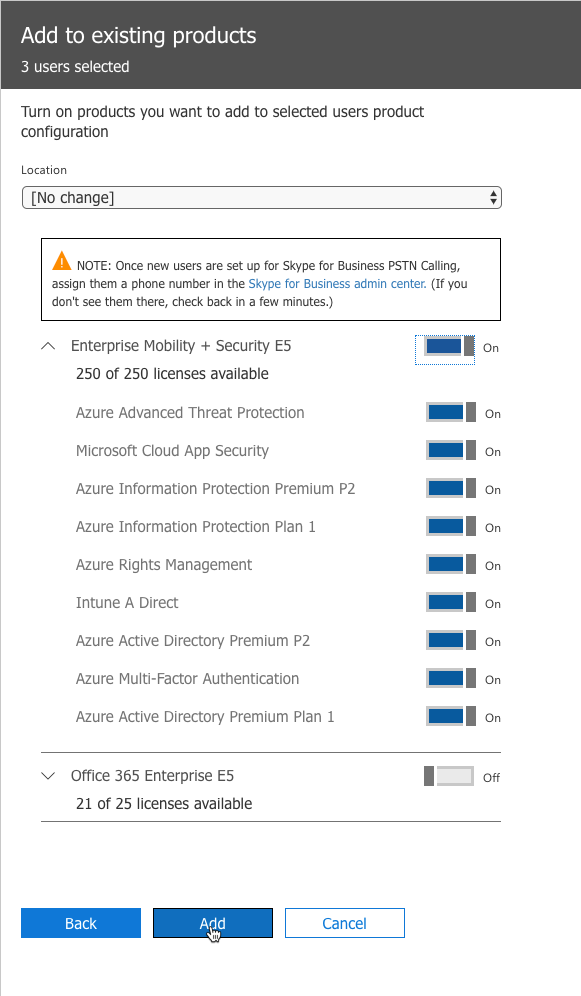 Add to existing products
3 users selected
Turn on products you want to add to selected users product
configuration
Location
[No change]
NOTE: Once new users are set up for Skype for Business PSTN Calling,
assign them a phone number in the Skype for Business admin center. (If you
don't see them there, check back in a few minutes.)
Enterprise Mobility + Security E5 On
250 of 250 licenses available
Azure Advanced Threat Protection On
Microsoft Cloud App Security On
Azure Information Protection Premium P2 On
Azure Information Protection Plan 1 On
Azure Rights Management On
Intune A Direct On
Azure Active Directory Premium P2 On
Azure Multi-Factor Authentication On
Azure Active Directory Premium Plan 1 On
Office 365 Enterprise E5 Off
21 of 25 licenses available
Back Add Cancel